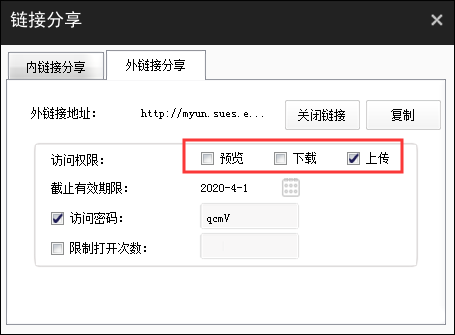 链接分享
内链接分享 外链接分享
外链接地址: http://myun.sues.e... 关闭链接 复制
访问权限: 预览 下载 上传
截止有效期限: 2020-4-1
访问密码: qcmV
限制打开次数: